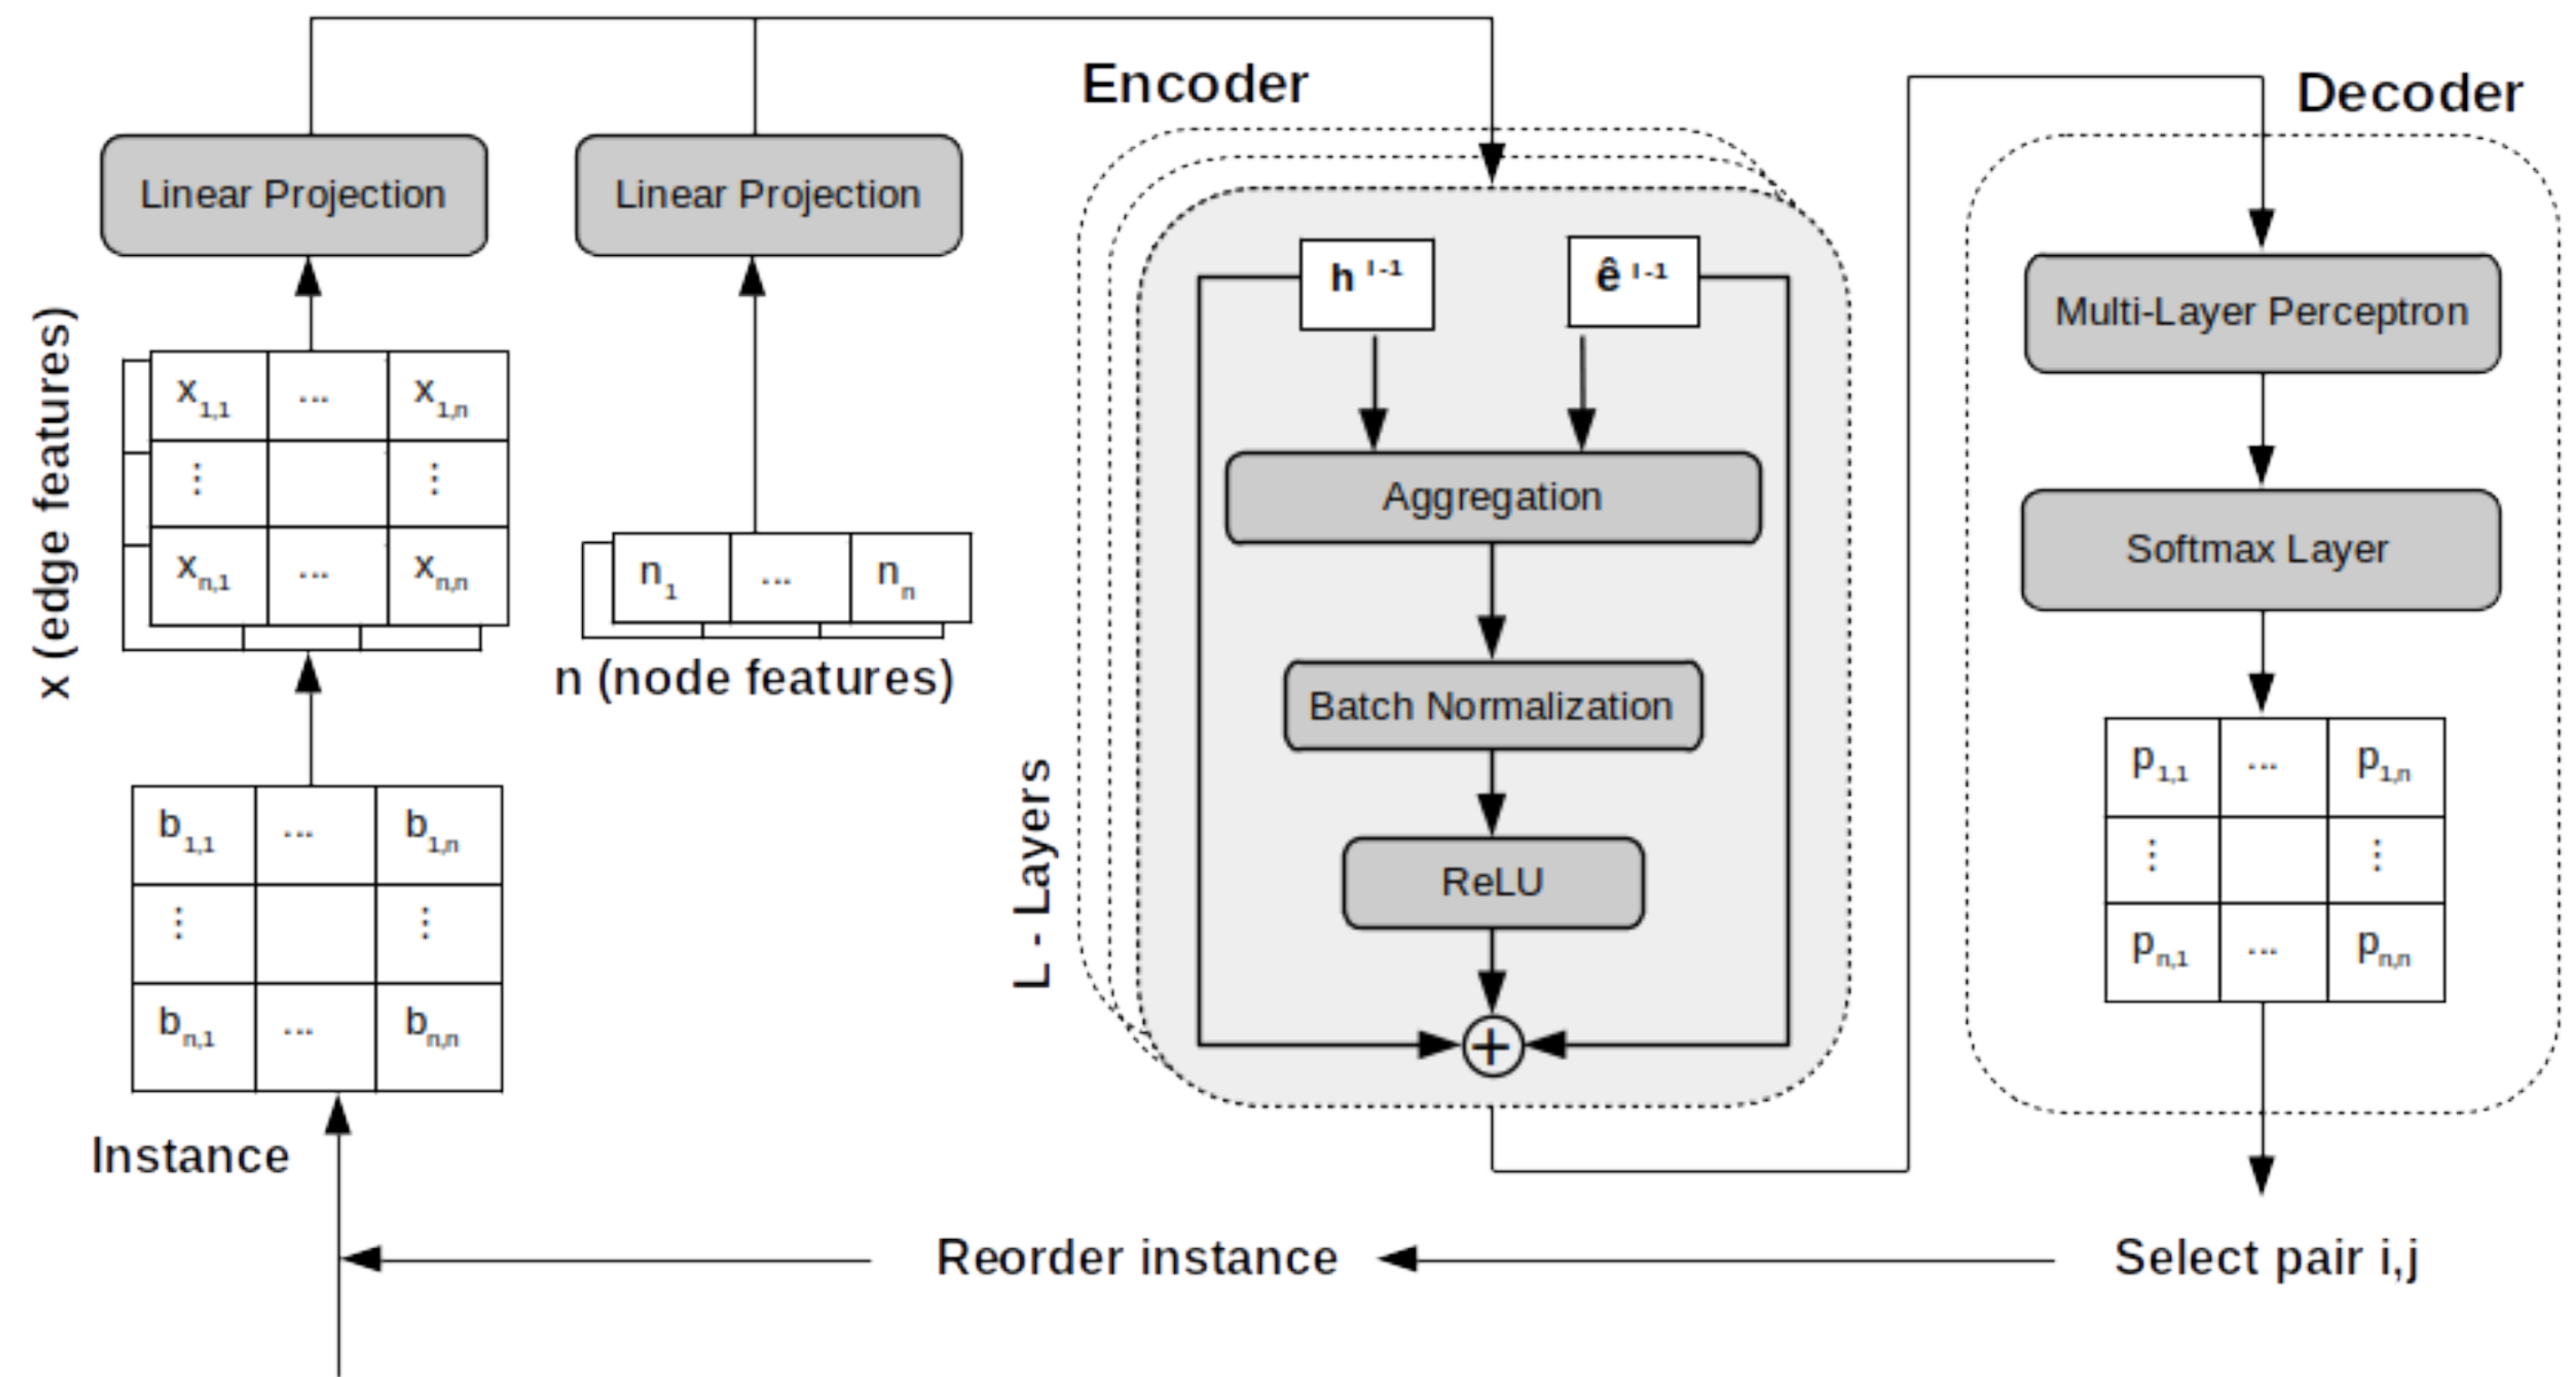 Encoder
Decoder
Linear Projection
Linear Projection
x (edge features)
x1,1 ... x1,n
⋮ ⋮
xn,1 ... xn,n
n1 ... nn
n (node features)
b1,1 ... b1,n
⋮ ⋮
bn,1 ... bn,n
Instance
L - Layers
h l-1
ê l-1
Aggregation
Batch Normalization
ReLU
+
Multi-Layer Perceptron
Softmax Layer
p1,1 ... p1,n
⋮ ⋮
pn,1 ... pn,n
Select pair i,j
Reorder instance